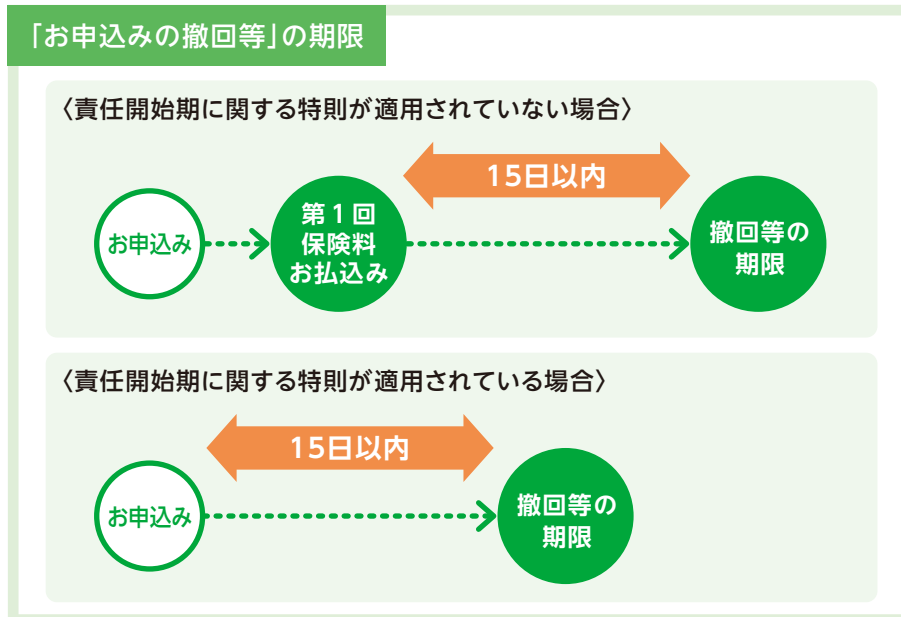 「お申込みの撤回等」の期限
〈責任開始期に関する特則が適用されていない場合〉
15日以内
お申込み
第1回
保険料
お払込み
撤回等の
期限
〈責任開始期に関する特則が適用されている場合〉
15日以内
お申込み
撤回等の
期限